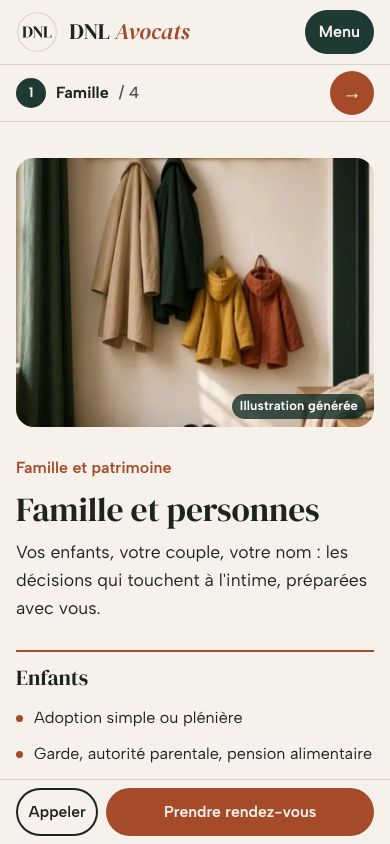 DNL
DNL Avocats
Menu
1 Famille / 4
→
Illustration générée
Famille et patrimoine
Famille et personnes
Vos enfants, votre couple, votre nom : les
décisions qui touchent à l'intime, préparées
avec vous.
Enfants
• Adoption simple ou plénière
• Garde, autorité parentale, pension alimentaire
Appeler
Prendre rendez-vous